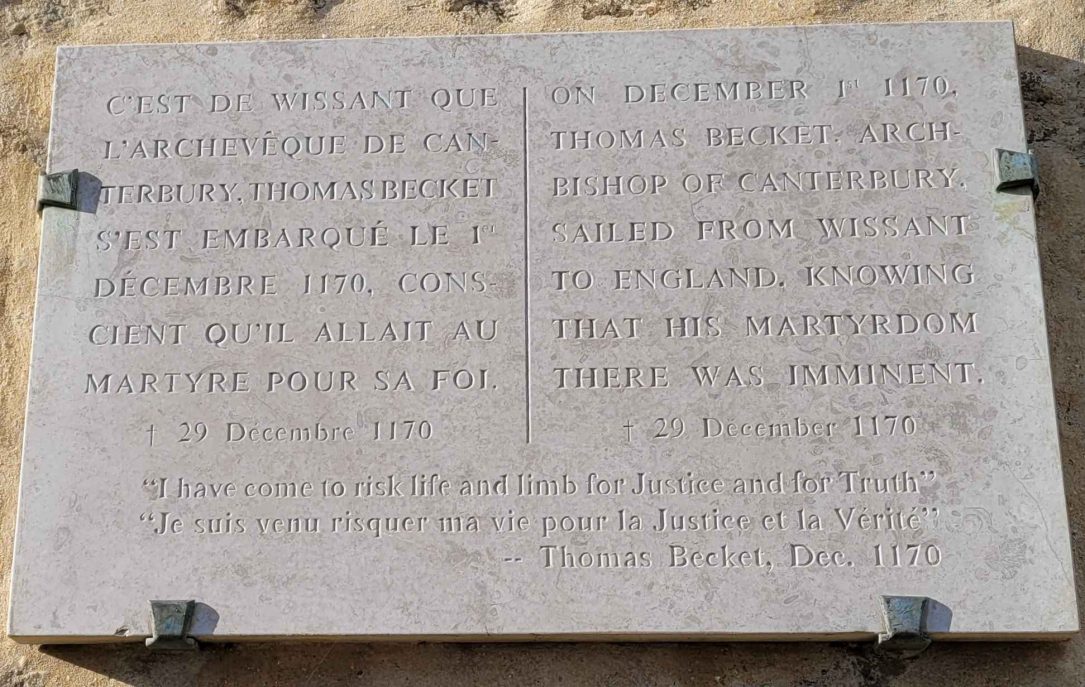 C'EST DE WISSANT QUE
L'ARCHEVÊQUE DE CAN-
TERBURY, THOMAS BECKET
S'EST EMBARQUÉ LE 1er
DÉCEMBRE 1170, CONS-
CIENT QU'IL ALLAIT AU
MARTYRE POUR SA FOI.
† 29 Décembre 1170
ON DECEMBER 1st 1170,
THOMAS BECKET, ARCH-
BISHOP OF CANTERBURY,
SAILED FROM WISSANT
TO ENGLAND, KNOWING
THAT HIS MARTYRDOM
THERE WAS IMMINENT.
† 29 Décember 1170
"I have come to risk life and limb for Justice and for Truth"
"Je suis venu risquer ma vie pour la Justice et la Vérité"
-- Thomas Becket, Dec. 1170